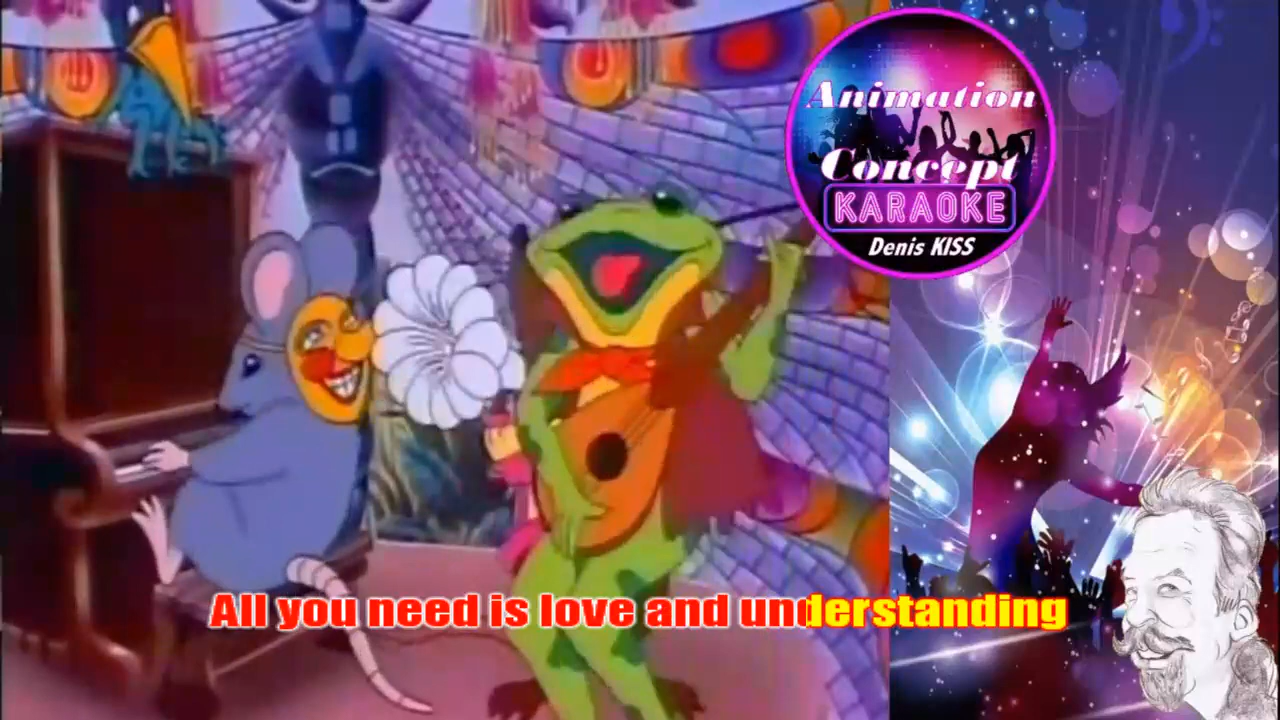 Animation
Concept
KARAOKE
Denis KISS
All you need is love and understanding